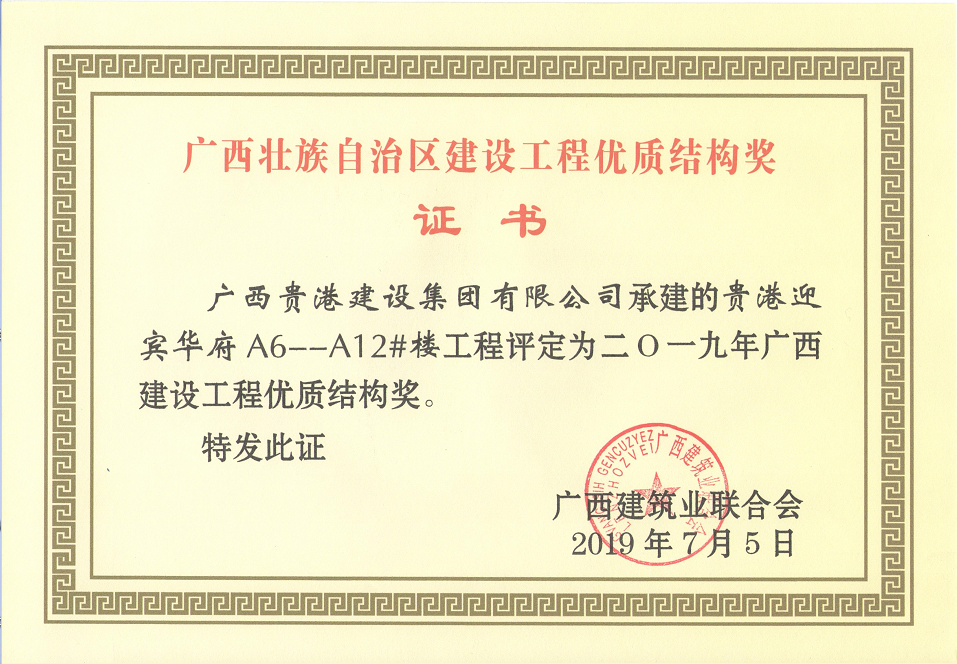 广西壮族自治区建设工程优质结构奖
证书
广西贵港建设集团有限公司承建的贵港迎
宾华府A6--A12#楼工程评定为二O一九年广西
建设工程优质结构奖。
特发此证
广西建筑业联合会
2019年7月5日